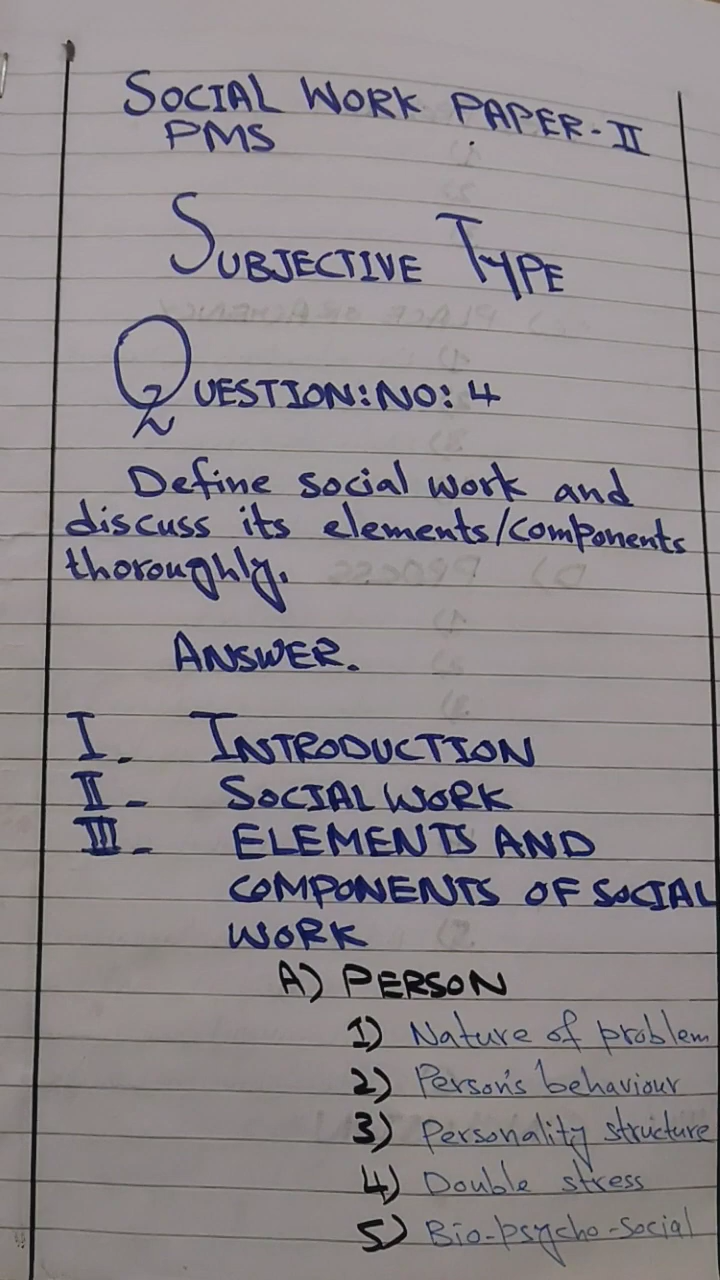 SOCIAL WORK PAPER-II
PMS
SUBJECTIVE TYPE
QUESTION:NO: 4
Define social work and
discuss its elements/components
thoroughly.
ANSWER.
I. INTRODUCTION
II- SOCIAL WORK
III- ELEMENTS AND
COMPONENTS OF SOCIAL
WORK
A) PERSON
1) Nature of problem
2) Person's behaviour
3) Personality structure
4) Double stress
5) Bio-psycho-social